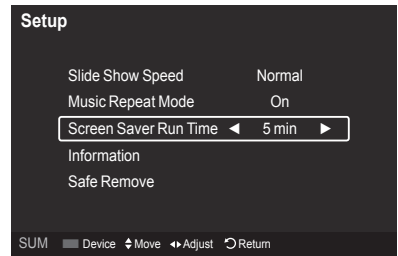 Setup
Slide Show Speed Normal
Music Repeat Mode On
Screen Saver Run Time ◀ 5 min ▶
Information
Safe Remove
SUM Device Move Adjust Return